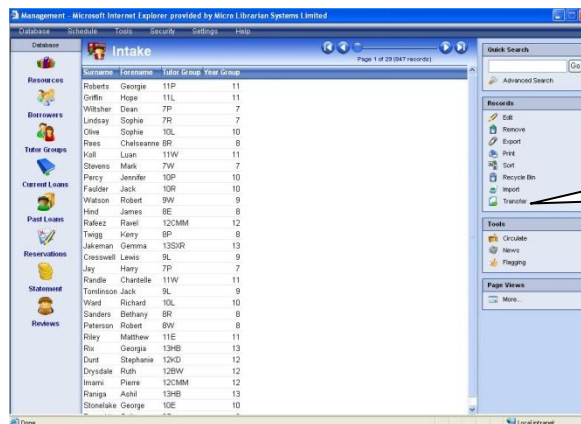 Management - Microsoft Internet Explorer provided by Micro Librarian Systems Limited
Database Schedule Tools Security Settings Help
Database
Resources
Borrowers
Tutor Groups
Current Loans
Past Loans
Reservations
Statement
Reviews
Intake
Page 1 of 29 (847 records)
Surname Forename Tutor Group Year Group
Roberts Georgie 11P 11
Griffin Hope 11L 11
Wiltsher Dean 7P 7
Lindsay Sophie 7R 7
Olive Sophie 10L 10
Rees Chelseanne 8R 8
Koll Luan 11W 11
Stevens Mark 7W 7
Percy Jennifer 10P 10
Faulder Jack 10R 10
Watson Robert 9W 9
Hind James 8E 8
Rafeez Ravel 12CMM 12
Twigg Kerry 8P 8
Jakeman Gemma 13SXR 13
Cresswell Lewis 9L 9
Jay Harry 7P 7
Randle Chantelle 11W 11
Tomlinson Jack 9L 9
Ward Richard 10L 10
Sanders Bethany 8R 8
Peterson Robert 8W 8
Riley Matthew 11E 11
Rix Georgia 13HB 13
Dunt Stephanie 12KD 12
Drysdale Ruth 12BW 12
Imami Pierre 12CMM 12
Raniga Ashil 13HB 13
Stonelake George 10E 10
Quick Search
Go
Advanced Search
Records
Edit
Remove
Export
Print
Sort
Recycle Bin
Import
Transfer
Tools
Circulate
News
Flagging
Page Views
More...
Done
Local intranet